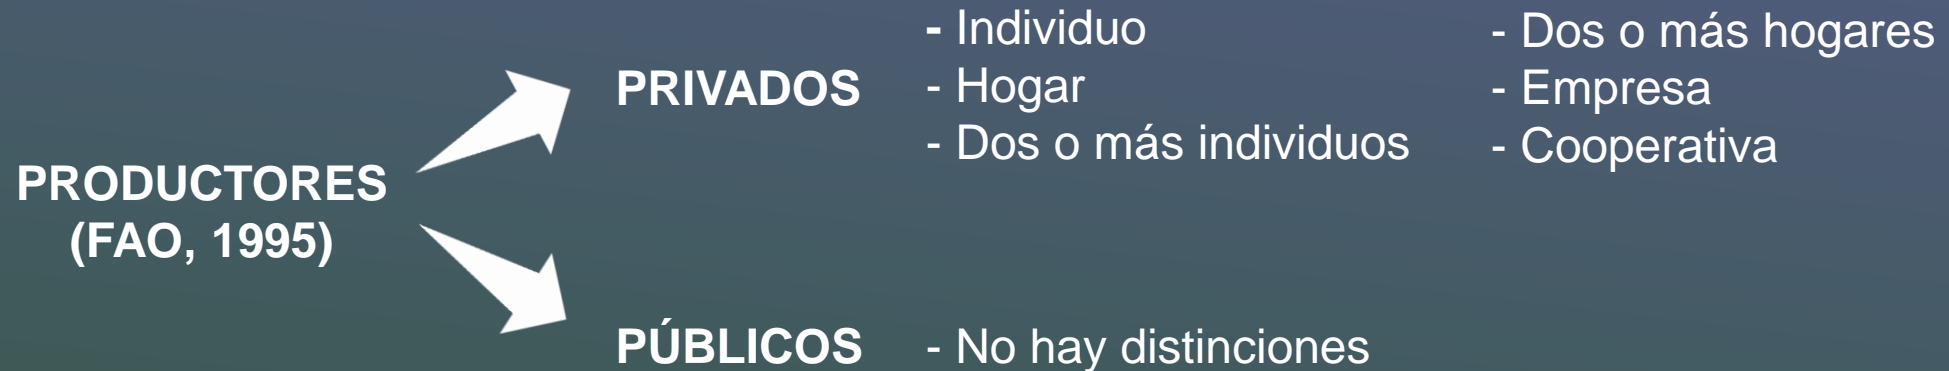 PRODUCTORES
(FAO, 1995)
PRIVADOS
- Individuo
- Hogar
- Dos o más individuos
- Dos o más hogares
- Empresa
- Cooperativa
PÚBLICOS
- No hay distinciones